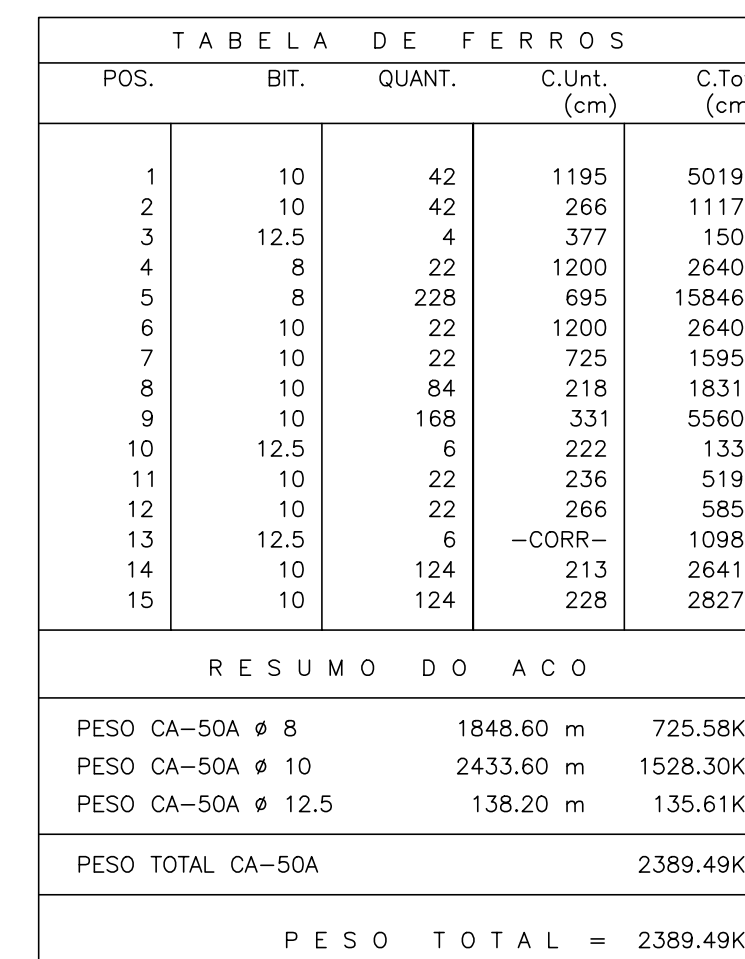 TABELA DE FERROS
POS. BIT. QUANT. C.Unt. (cm)
1 10 42 1195 5019
2 10 42 266 1117
3 12.5 4 377 150
4 8 22 1200 2640
5 8 228 695 15846
6 10 22 1200 2640
7 10 22 725 1595
8 10 84 218 1831
9 10 168 331 5560
10 12.5 6 222 133
11 10 22 236 519
12 10 22 266 585
13 12.5 6 -CORR- 1098
14 10 124 213 2641
15 10 124 228 2827
RESUMO DO ACO
PESO CA-50A ø 8 1848.60 m 725.58K
PESO CA-50A ø 10 2433.60 m 1528.30K
PESO CA-50A ø 12.5 138.20 m 135.61K
PESO TOTAL CA-50A 2389.49K
PESO TOTAL = 2389.49K